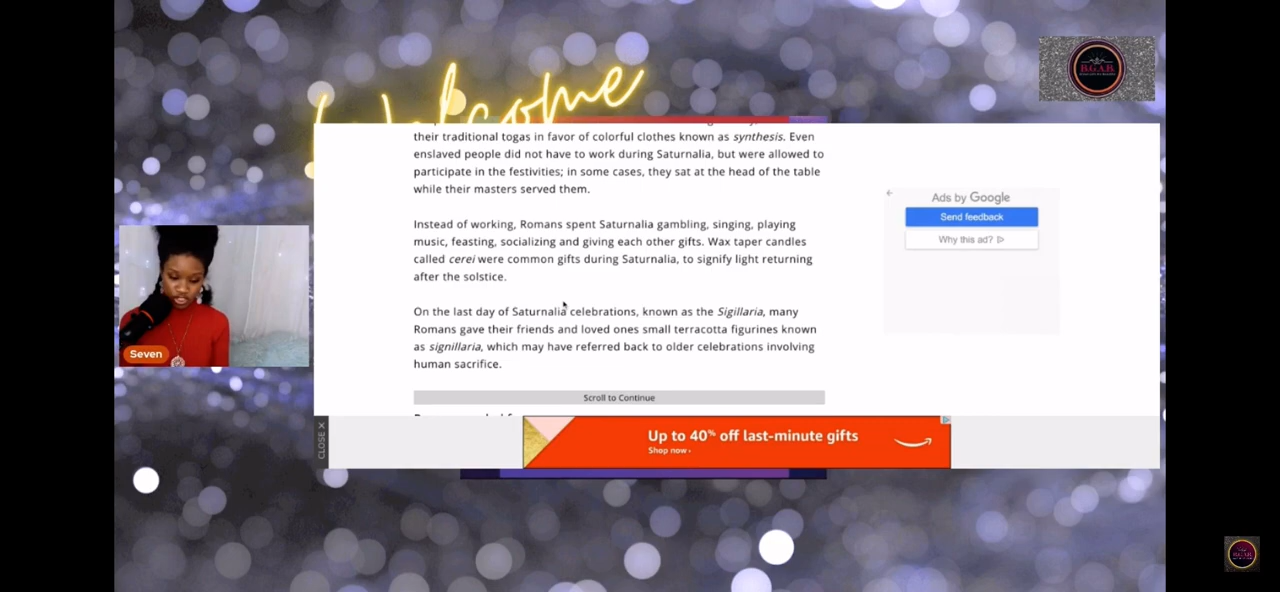 Welcome
B.G.A.B.
their traditional togas in favor of colorful clothes known as synthesis. Even
enslaved people did not have to work during Saturnalia, but were allowed to
participate in the festivities; in some cases, they sat at the head of the table
while their masters served them.
Instead of working, Romans spent Saturnalia gambling, singing, playing
music, feasting, socializing and giving each other gifts. Wax taper candles
called cerei were common gifts during Saturnalia, to signify light returning
after the solstice.
On the last day of Saturnalia celebrations, known as the Sigillaria, many
Romans gave their friends and loved ones small terracotta figurines known
as signillaria, which may have referred back to older celebrations involving
human sacrifice.
Scroll to Continue
Ads by Google
Send feedback
Why this ad?
Seven
CLOSE X
Up to 40% off last-minute gifts
Shop now ›